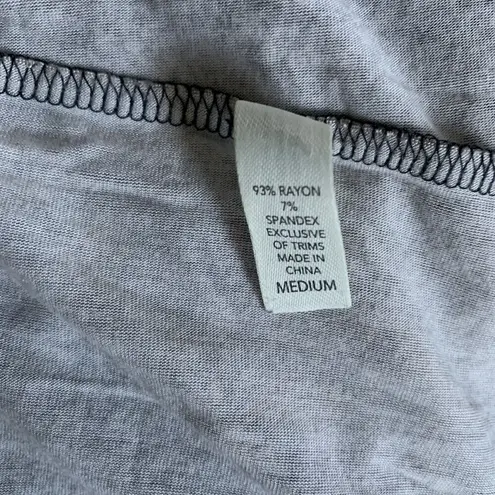 93% RAYON
7%
SPANDEX
EXCLUSIVE
OF TRIMS
MADE IN
CHINA
MEDIUM